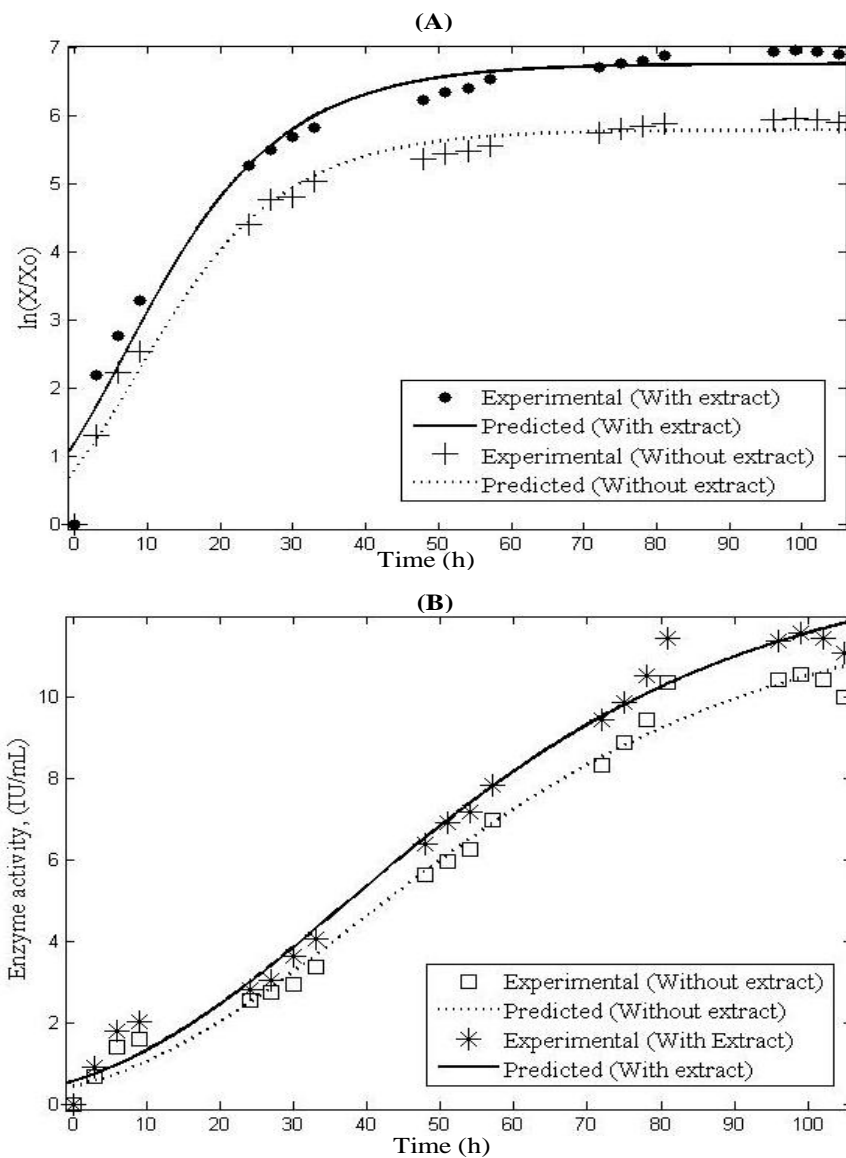 (A)
7
6
5
4
3
2
1
0
ln(X/Xo)
Experimental (With extract)
Predicted (With extract)
Experimental (Without extract)
Predicted (Without extract)
0 10 20 30 40 50 60 70 80 90 100
Time (h)
(B)
10
8
6
4
2
0
Enzyme activity, (IU/mL)
Experimental (Without extract)
Predicted (Without extract)
Experimental (With Extract)
Predicted (With extract)
0 10 20 30 40 50 60 70 80 90 100
Time (h)